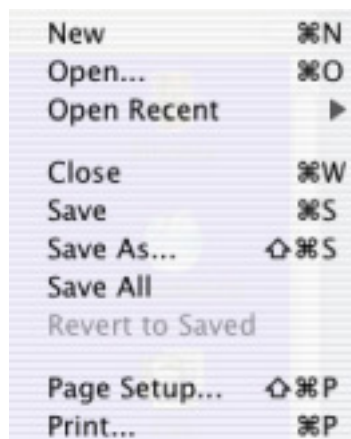 New ⌘N
Open... ⌘O
Open Recent ▶
Close ⌘W
Save ⌘S
Save As... ⇧⌘S
Save All
Revert to Saved
Page Setup... ⇧⌘P
Print... ⌘P